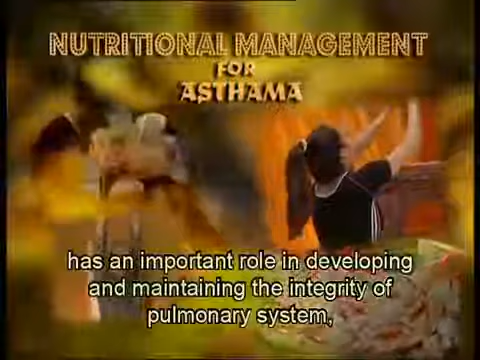 NUTRITIONAL MANAGEMENT
FOR
ASTHAMA
has an important role in developing
and maintaining the integrity of
pulmonary system,